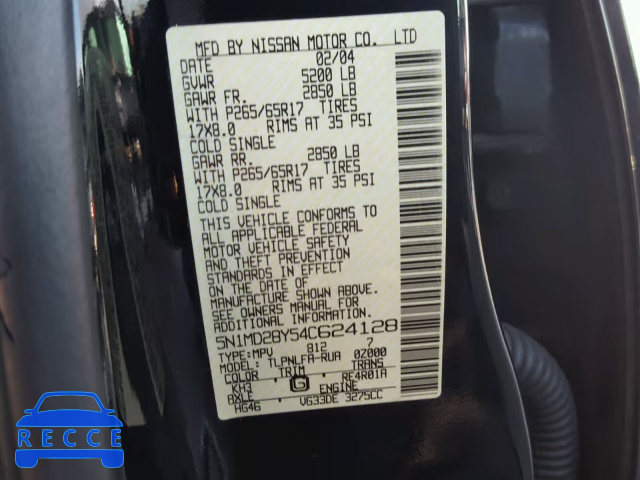 MFD BY NISSAN MOTOR CO. LTD
DATE 02/04
GVWR 5200 LB
GAWR FR. 2850 LB
WITH P265/65R17 TIRES
17X8.0 RIMS AT 35 PSI
COLD SINGLE
GAWR RR. 2850 LB
WITH P265/65R17 TIRES
17X8.0 RIMS AT 35 PSI
COLD SINGLE
THIS VEHICLE CONFORMS TO
ALL APPLICABLE FEDERAL
MOTOR VEHICLE SAFETY
AND THEFT PREVENTION
STANDARDS IN EFFECT
ON THE DATE OF
MANUFACTURE SHOWN ABOVE.
SEE OWNERS MANUAL FOR
5N1MD28Y54C624128
TYPE:MPV 812 7
MODEL: TLPNLFA-RUA 0Z000
COLOR TRIM TRANS
KH3 G RE4R01A
AXLE ENGINE
HG46 VG33DE 3275CC
RECCE